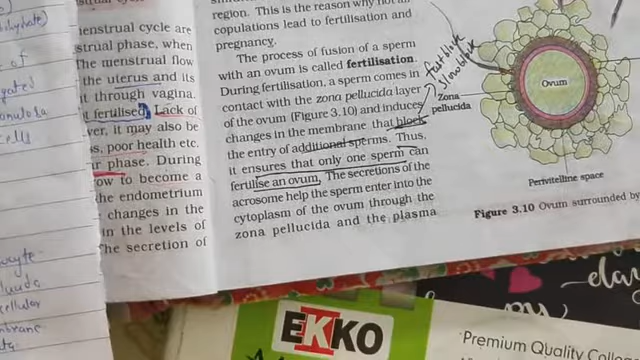 enstrual cycle are
strual phase, when
The menstrual flow
the uterus and its
t through vagina.
t fertilised. Lack of
ver, it may also be
s, poor health etc.
r phase. During
ow to become a
the endometrium
changes in the
in the levels of
he secretion of
region. This is the reason why not all
copulations lead to fertilisation and
pregnancy.
The process of fusion of a sperm
with an ovum is called fertilisation.
During fertilisation, a sperm comes in
contact with the zona pellucida layer
of the ovum (Figure 3.10) and induces
changes in the membrane that block
the entry of additional sperms. Thus,
it ensures that only one sperm can
fertilise an ovum. The secretions of the
acrosome help the sperm enter into the
cytoplasm of the ovum through the
zona pellucida and the plasma
fast block
slow block
Ovum
Zona
pellucida
Perivitelline space
Figure 3.10 Ovum surrounded by
of
cells
EKKO
Premium Quality